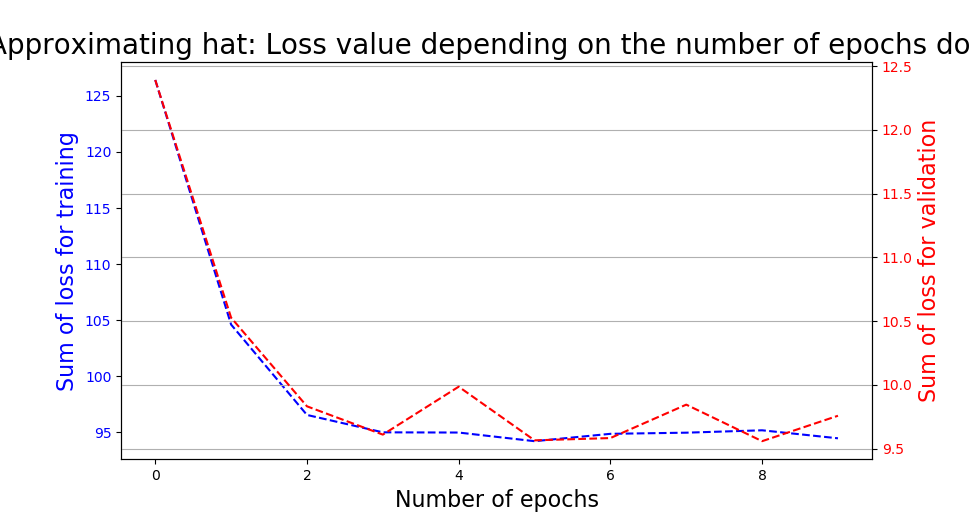 Approximating hat: Loss value depending on the number of epochs do
12.5
125
12.0
120
11.5
115
11.0
110
10.5
105
10.0
100
9.5
95
Sum of loss for training
Sum of loss for validation
0 2 4 6 8
Number of epochs